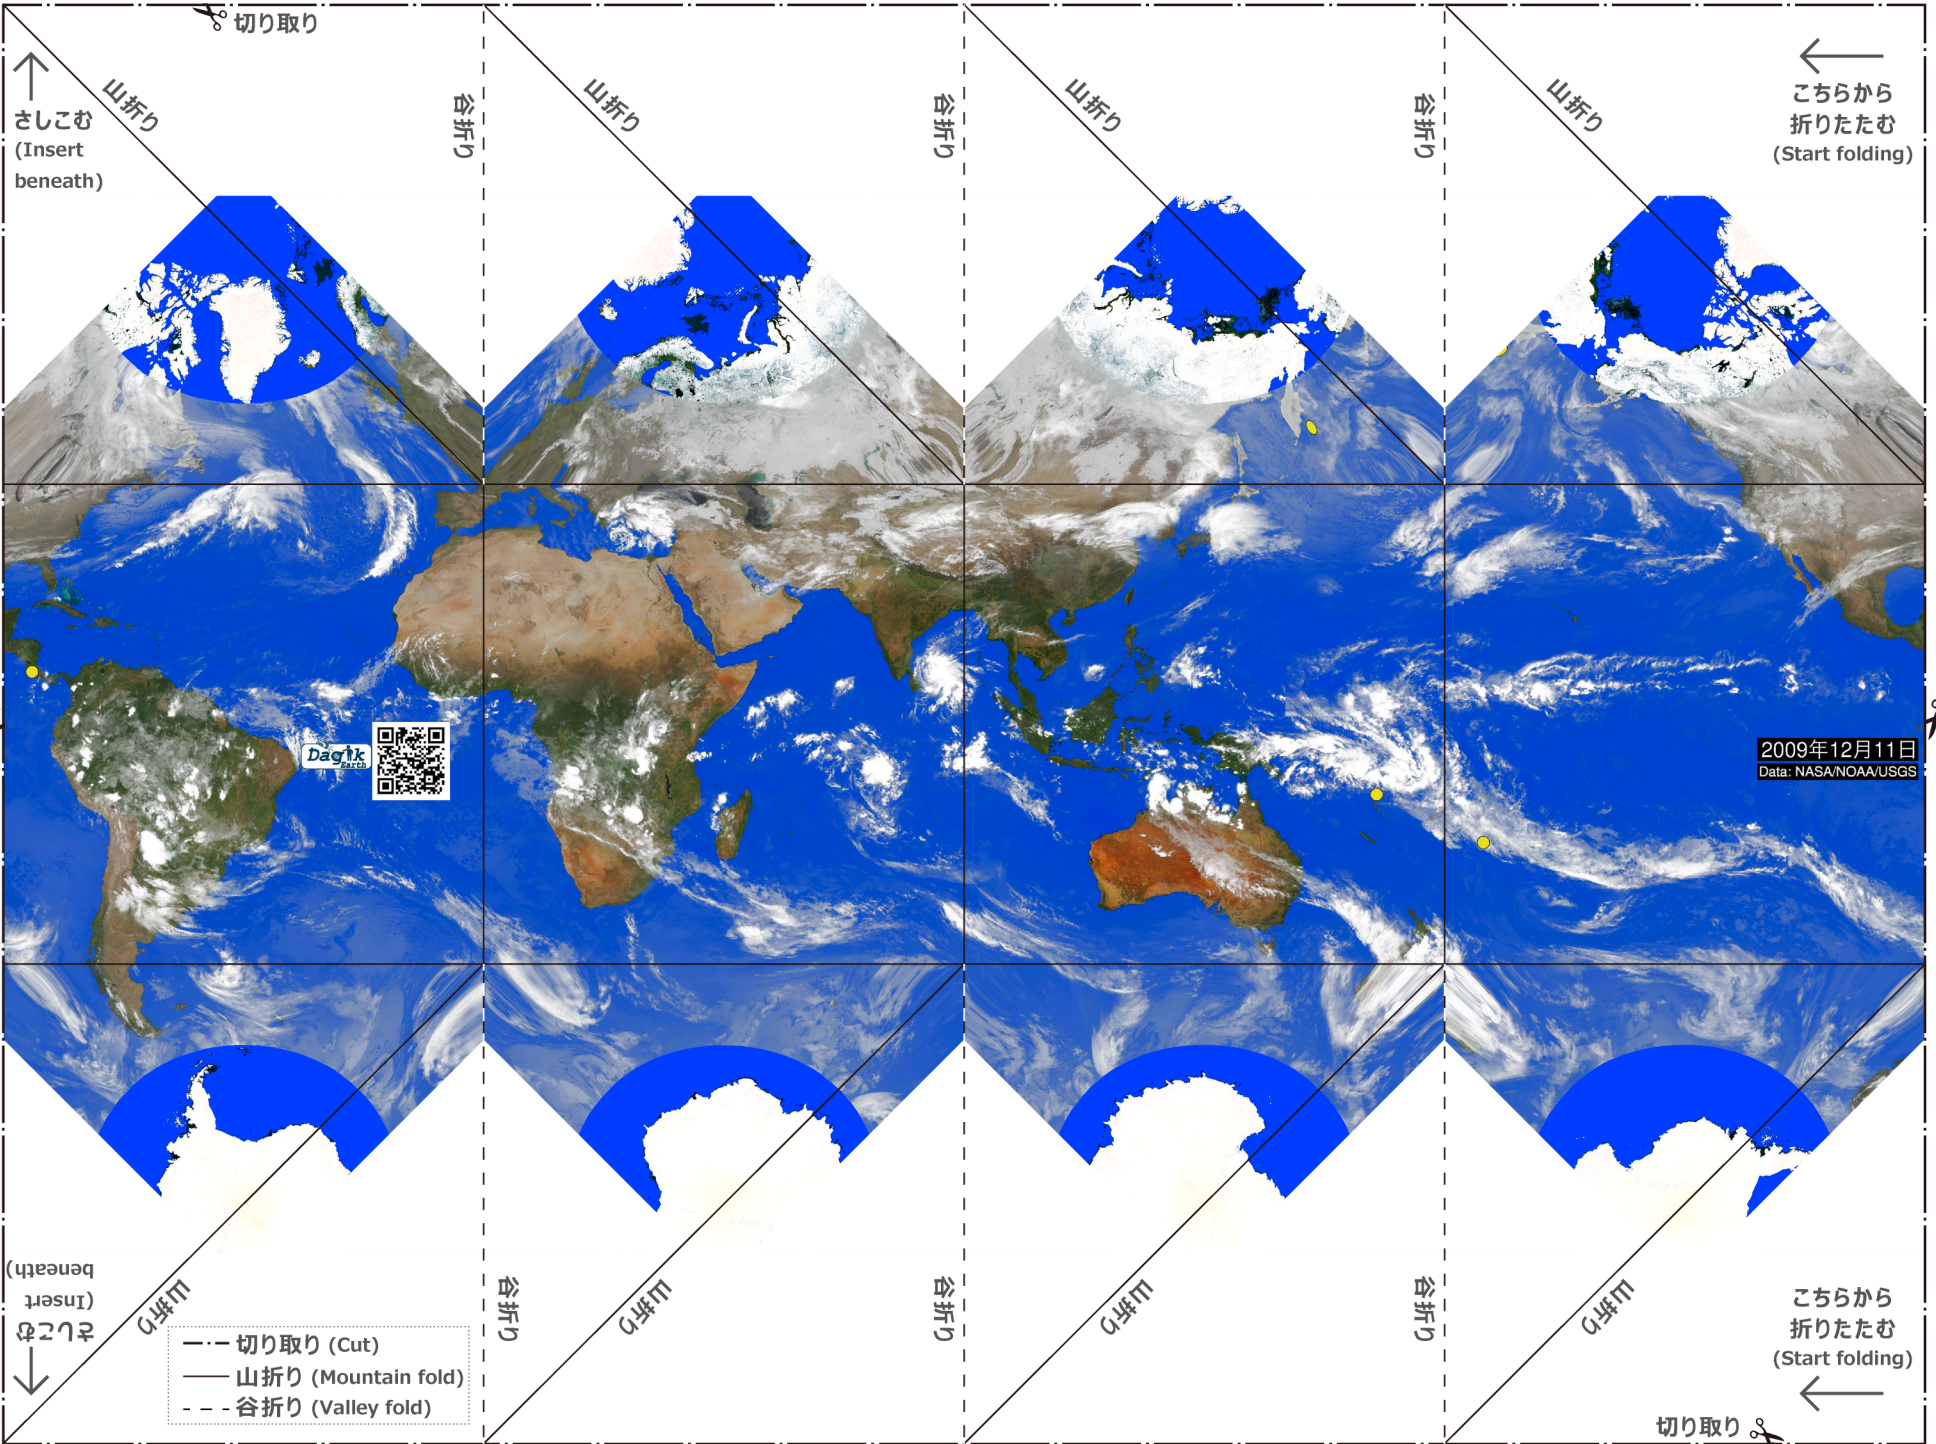 切り取り
山折り
谷折り
山折り
谷折り
山折り
谷折り
山折り
さしこむ
(Insert
beneath)
こちらから
折りたたむ
(Start folding)
Dagik
Earth
2009年12月11日
Data: NASA/NOAA/USGS
さしこむ
(Insert
beneath)
山折り
谷折り
山折り
谷折り
山折り
谷折り
山折り
切り取り (Cut)
山折り (Mountain fold)
谷折り (Valley fold)
こちらから
折りたたむ
(Start folding)
切り取り